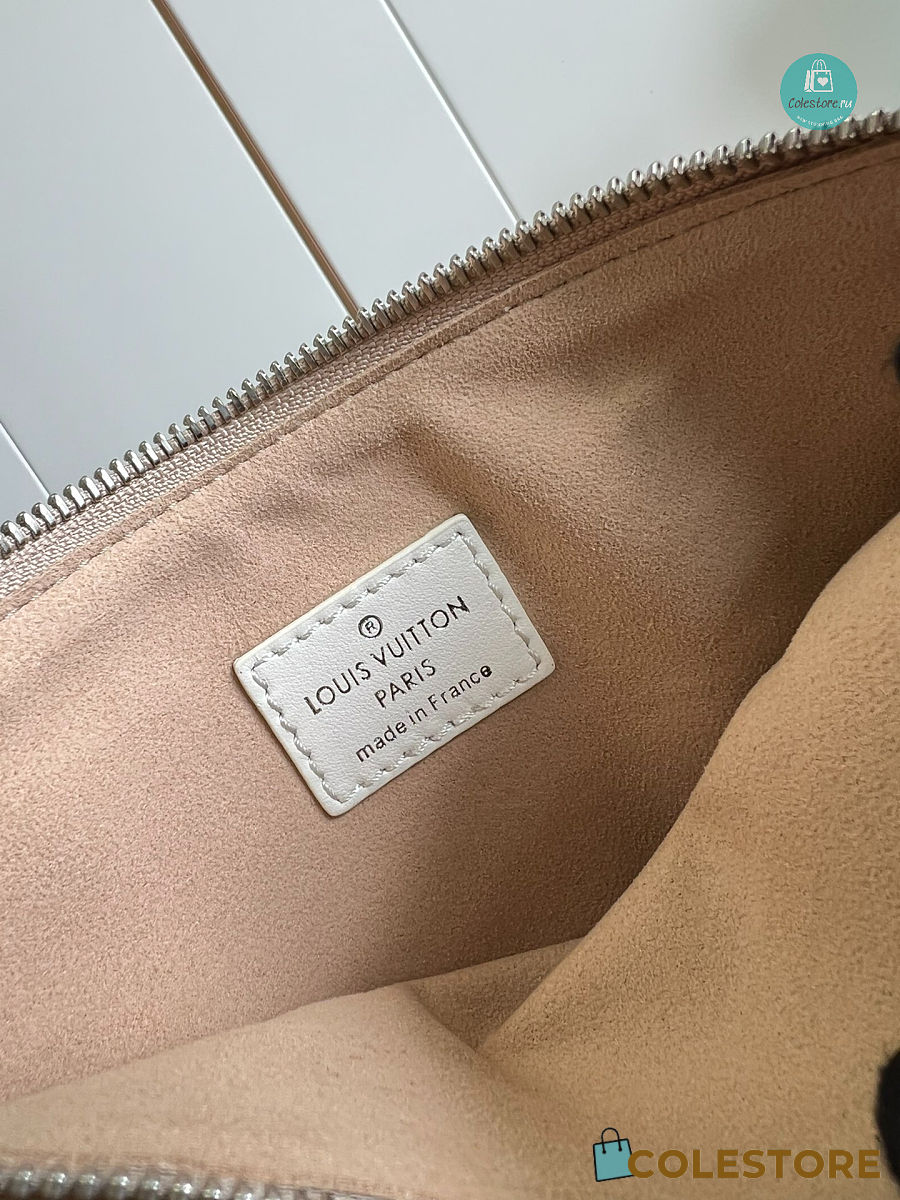 Colestore.ru
®
LOUIS VUITTON
PARIS
made in France
COLESTORE